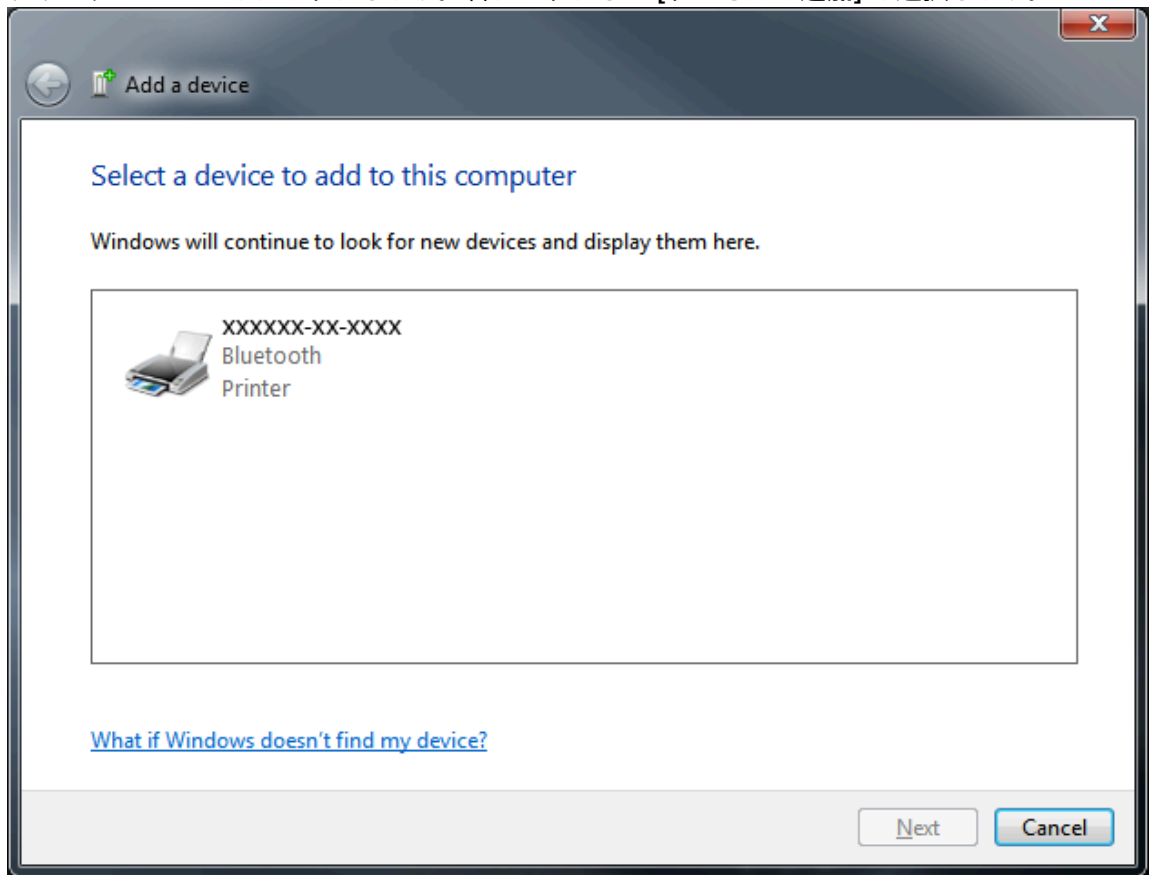 Add a device
Select a device to add to this computer
Windows will continue to look for new devices and display them here.
XXXXXX-XX-XXXX
Bluetooth
Printer
What if Windows doesn't find my device?
Next
Cancel